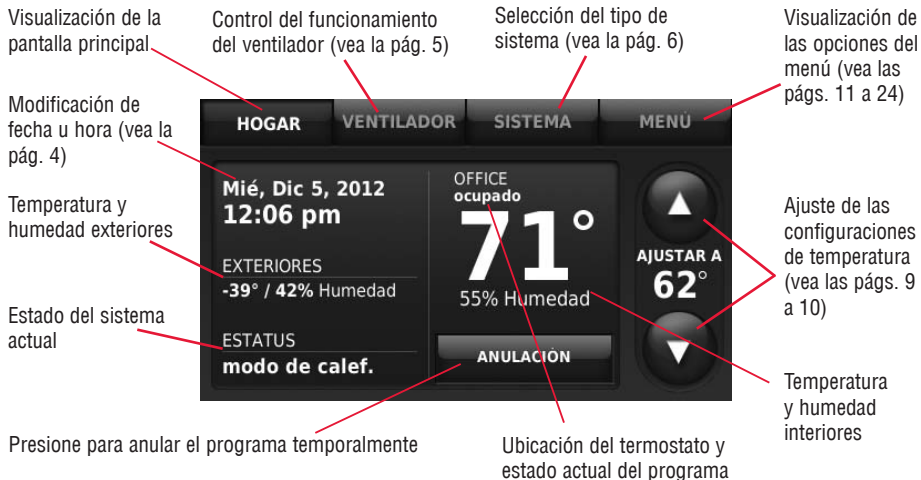 Visualización de la
pantalla principal
Control del funcionamiento
del ventilador (vea la pág. 5)
Selección del tipo de
sistema (vea la pág. 6)
Visualización de
las opciones del
menú (vea las
págs. 11 a 24)
Modificación de
fecha u hora (vea la
pág. 4)
Temperatura y
humedad exteriores
Estado del sistema
actual
HOGAR
VENTILADOR
SISTEMA
MENÚ
Mié, Dic 5, 2012
12:06 pm
EXTERIORES
-39° / 42% Humedad
ESTATUS
modo de calef.
OFFICE
ocupado
71°
55% Humedad
ANULACIÓN
AJUSTAR A
62°
Ajuste de las
configuraciones
de temperatura
(vea las págs. 9
a 10)
Temperatura
y humedad
interiores
Presione para anular el programa temporalmente
Ubicación del termostato y
estado actual del programa